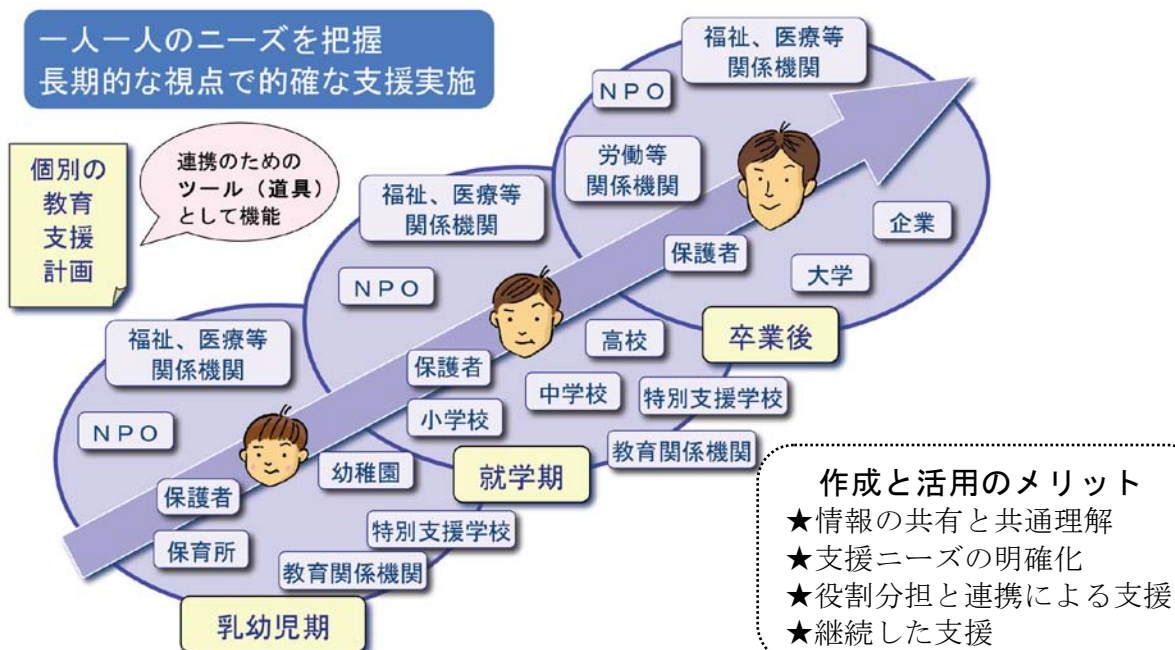 一人一人のニーズを把握
長期的な視点で的確な支援実施
個別の
教育
支援
計画
連携のための
ツール（道具）
として機能
福祉、医療等
関係機関
NPO
労働等
関係機関
保護者
企業
大学
卒業後
福祉、医療等
関係機関
NPO
保護者
小学校
中学校
高校
特別支援学校
教育関係機関
就学期
福祉、医療等
関係機関
NPO
保護者
保育所
幼稚園
特別支援学校
教育関係機関
乳幼児期
作成と活用のメリット
★情報の共有と共通理解
★支援ニーズの明確化
★役割分担と連携による支援
★継続した支援